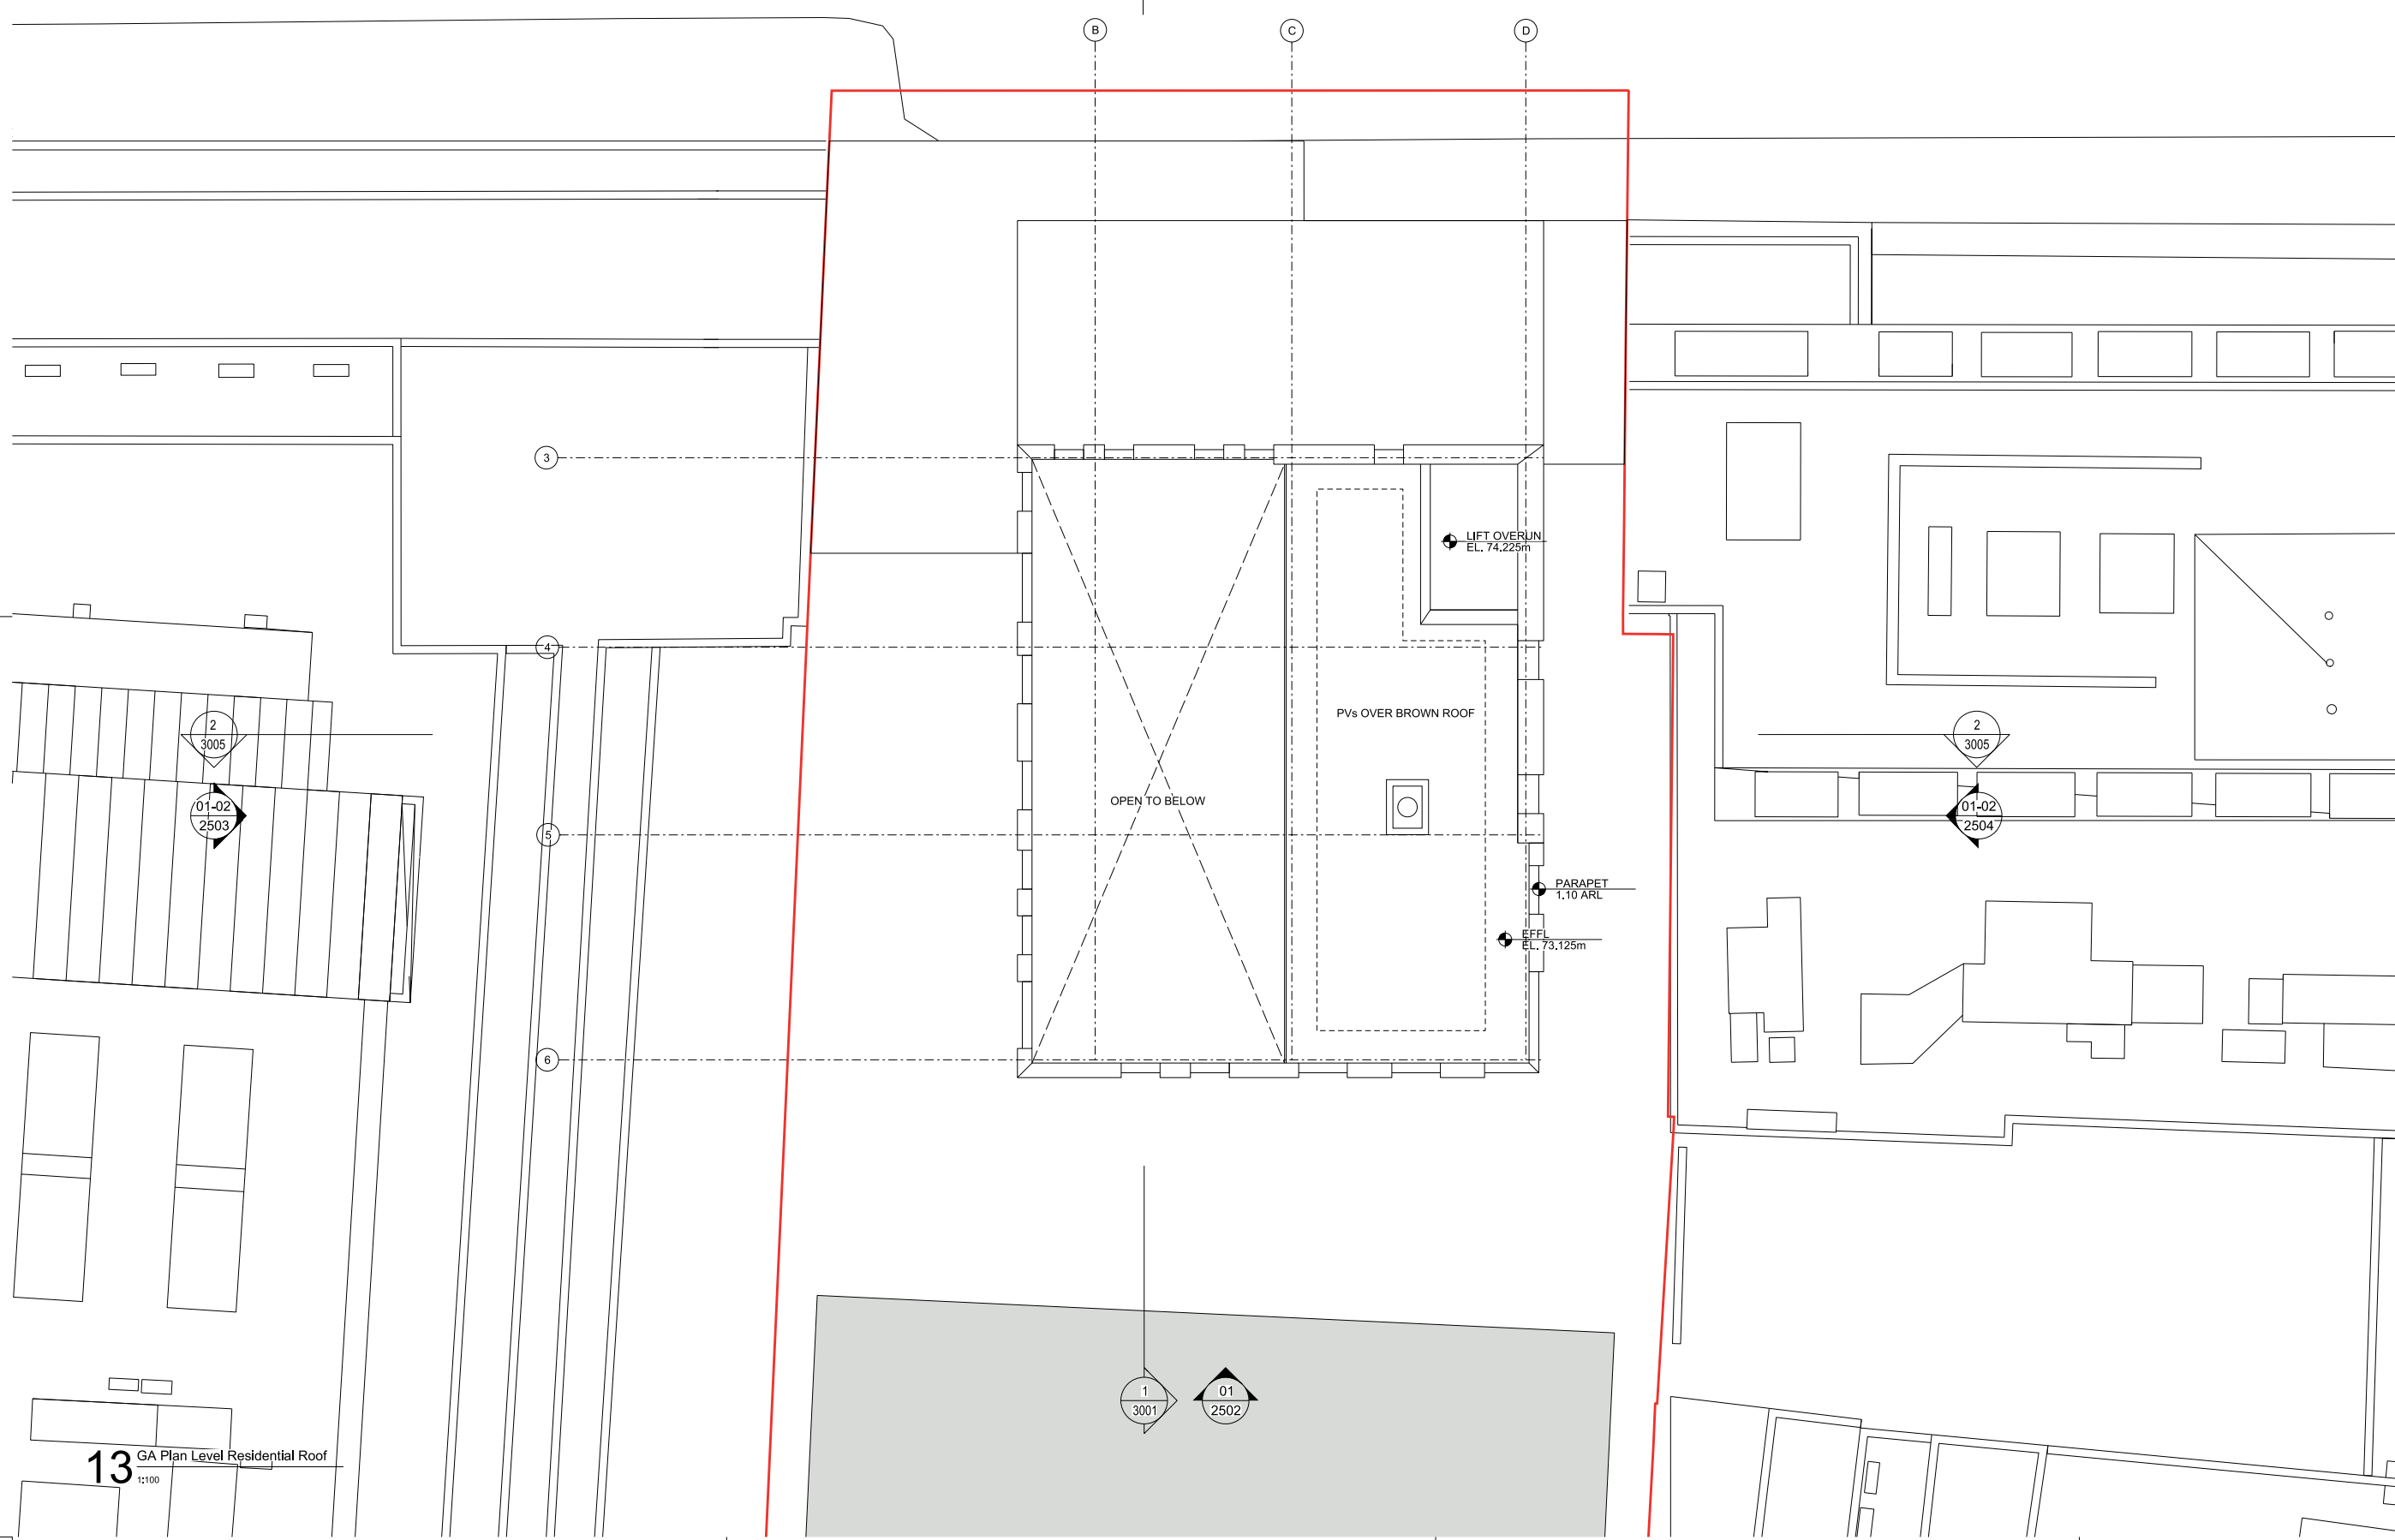 B
C
D
3
LIFT OVERUN
EL. 74.225m
4
PVs OVER BROWN ROOF
2
3005
2
3005
OPEN TO BELOW
01-02
2503
01-02
2504
5
PARAPET
1.10 ARL
EFFL
EL. 73.125m
6
1
3001
01
2502
13
GA Plan Level Residential Roof
1:100